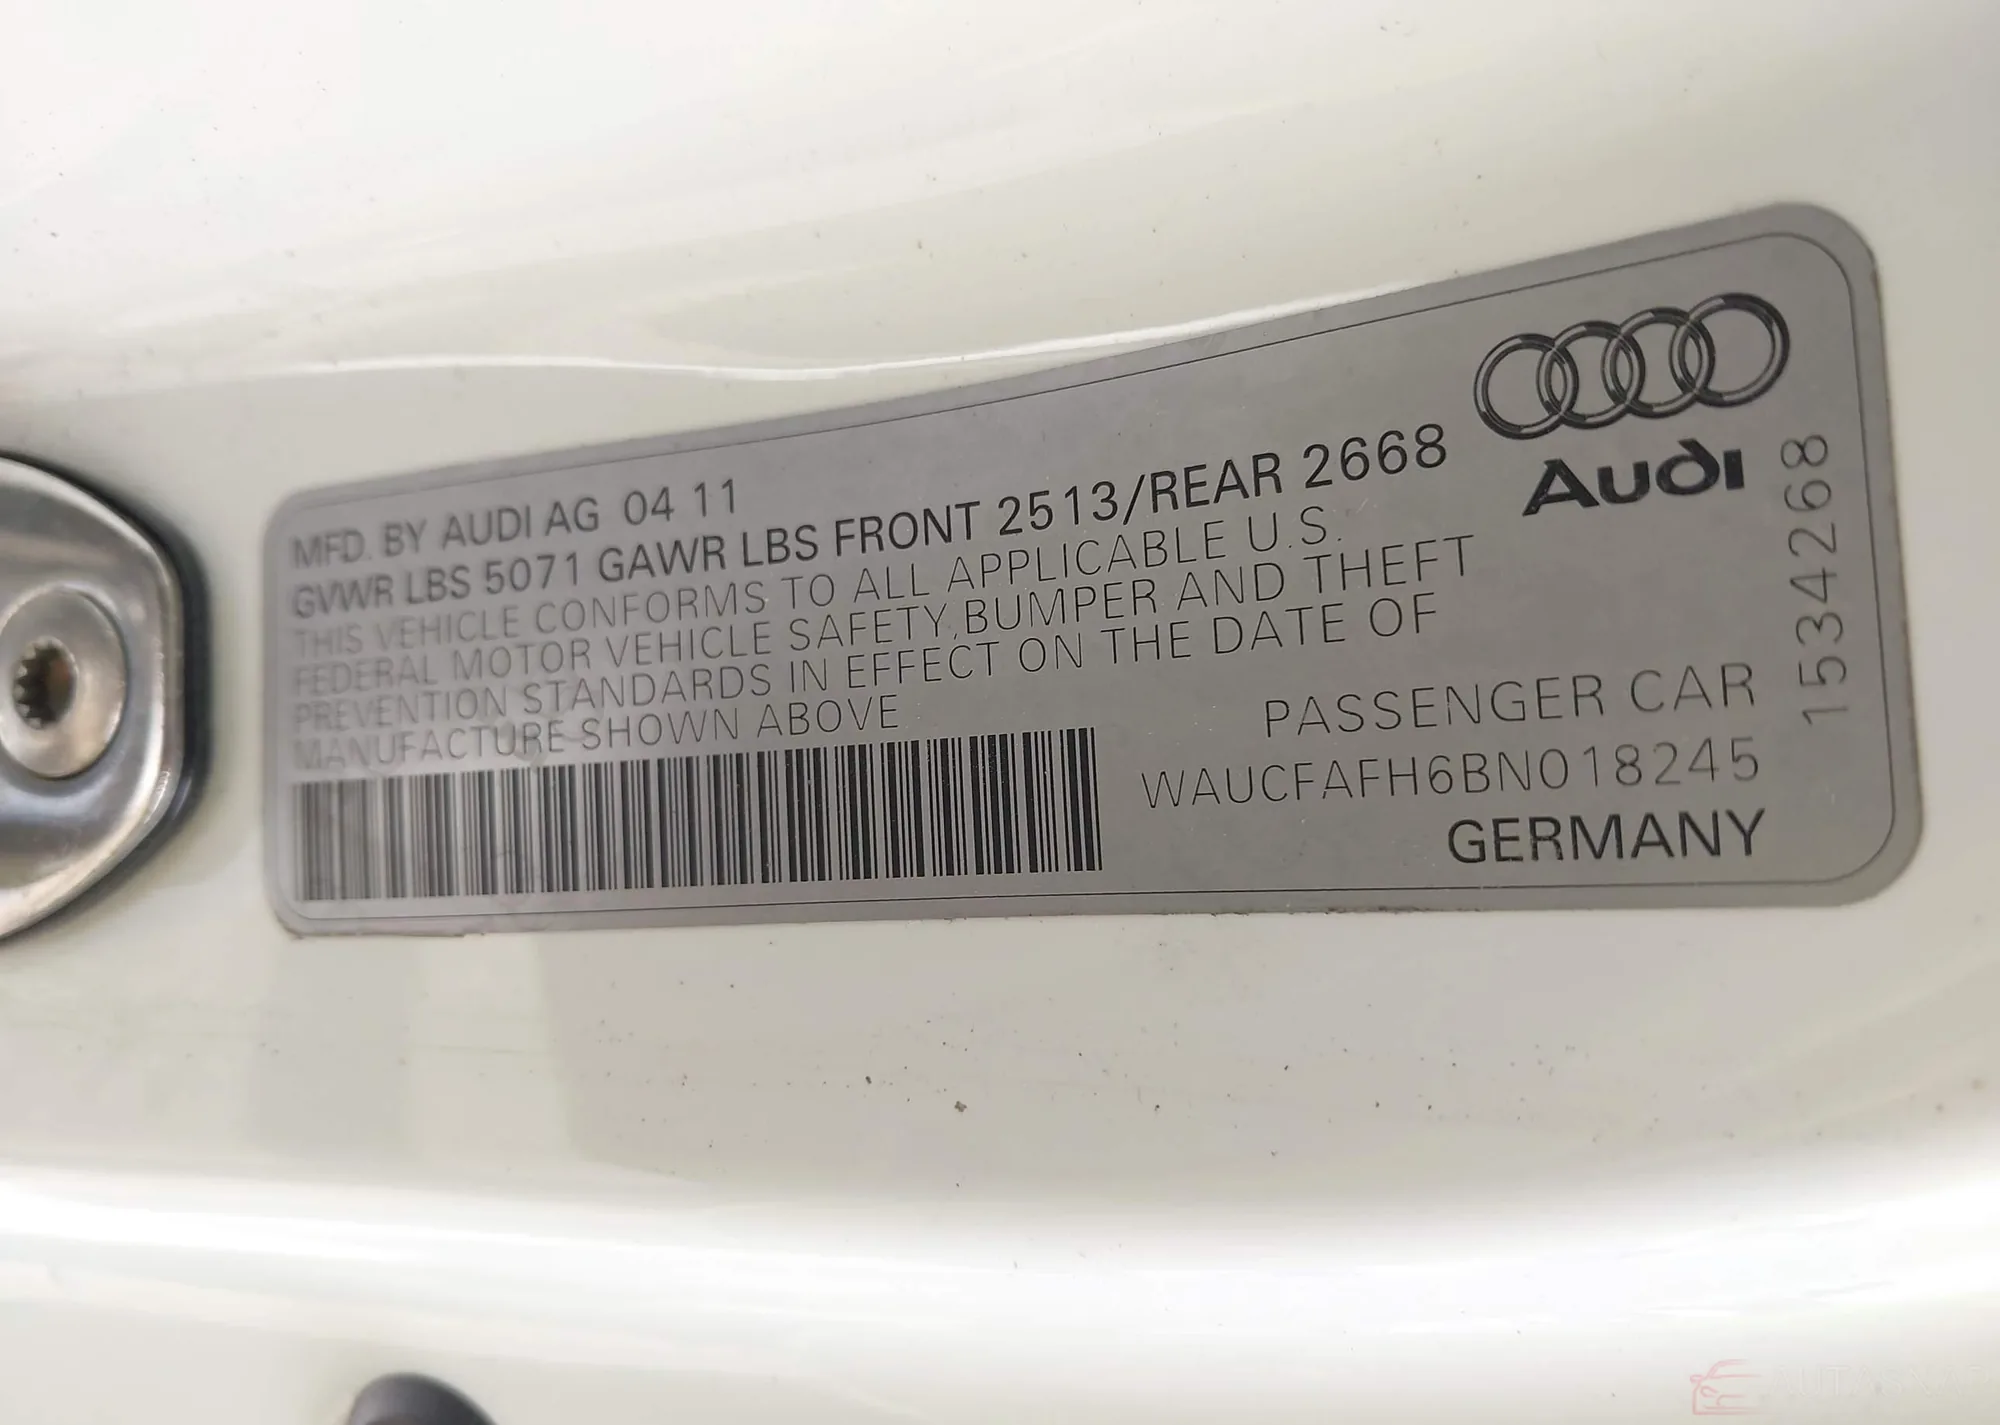 MFD. BY AUDI AG 04 11
GVWR LBS 5071 GAWR LBS FRONT 2513/REAR 2668
THIS VEHICLE CONFORMS TO ALL APPLICABLE U.S.
FEDERAL MOTOR VEHICLE SAFETY, BUMPER AND THEFT
PREVENTION STANDARDS IN EFFECT ON THE DATE OF
MANUFACTURE SHOWN ABOVE
PASSENGER CAR
WAUCFAFH6BN018245
GERMANY
Audi
1534268